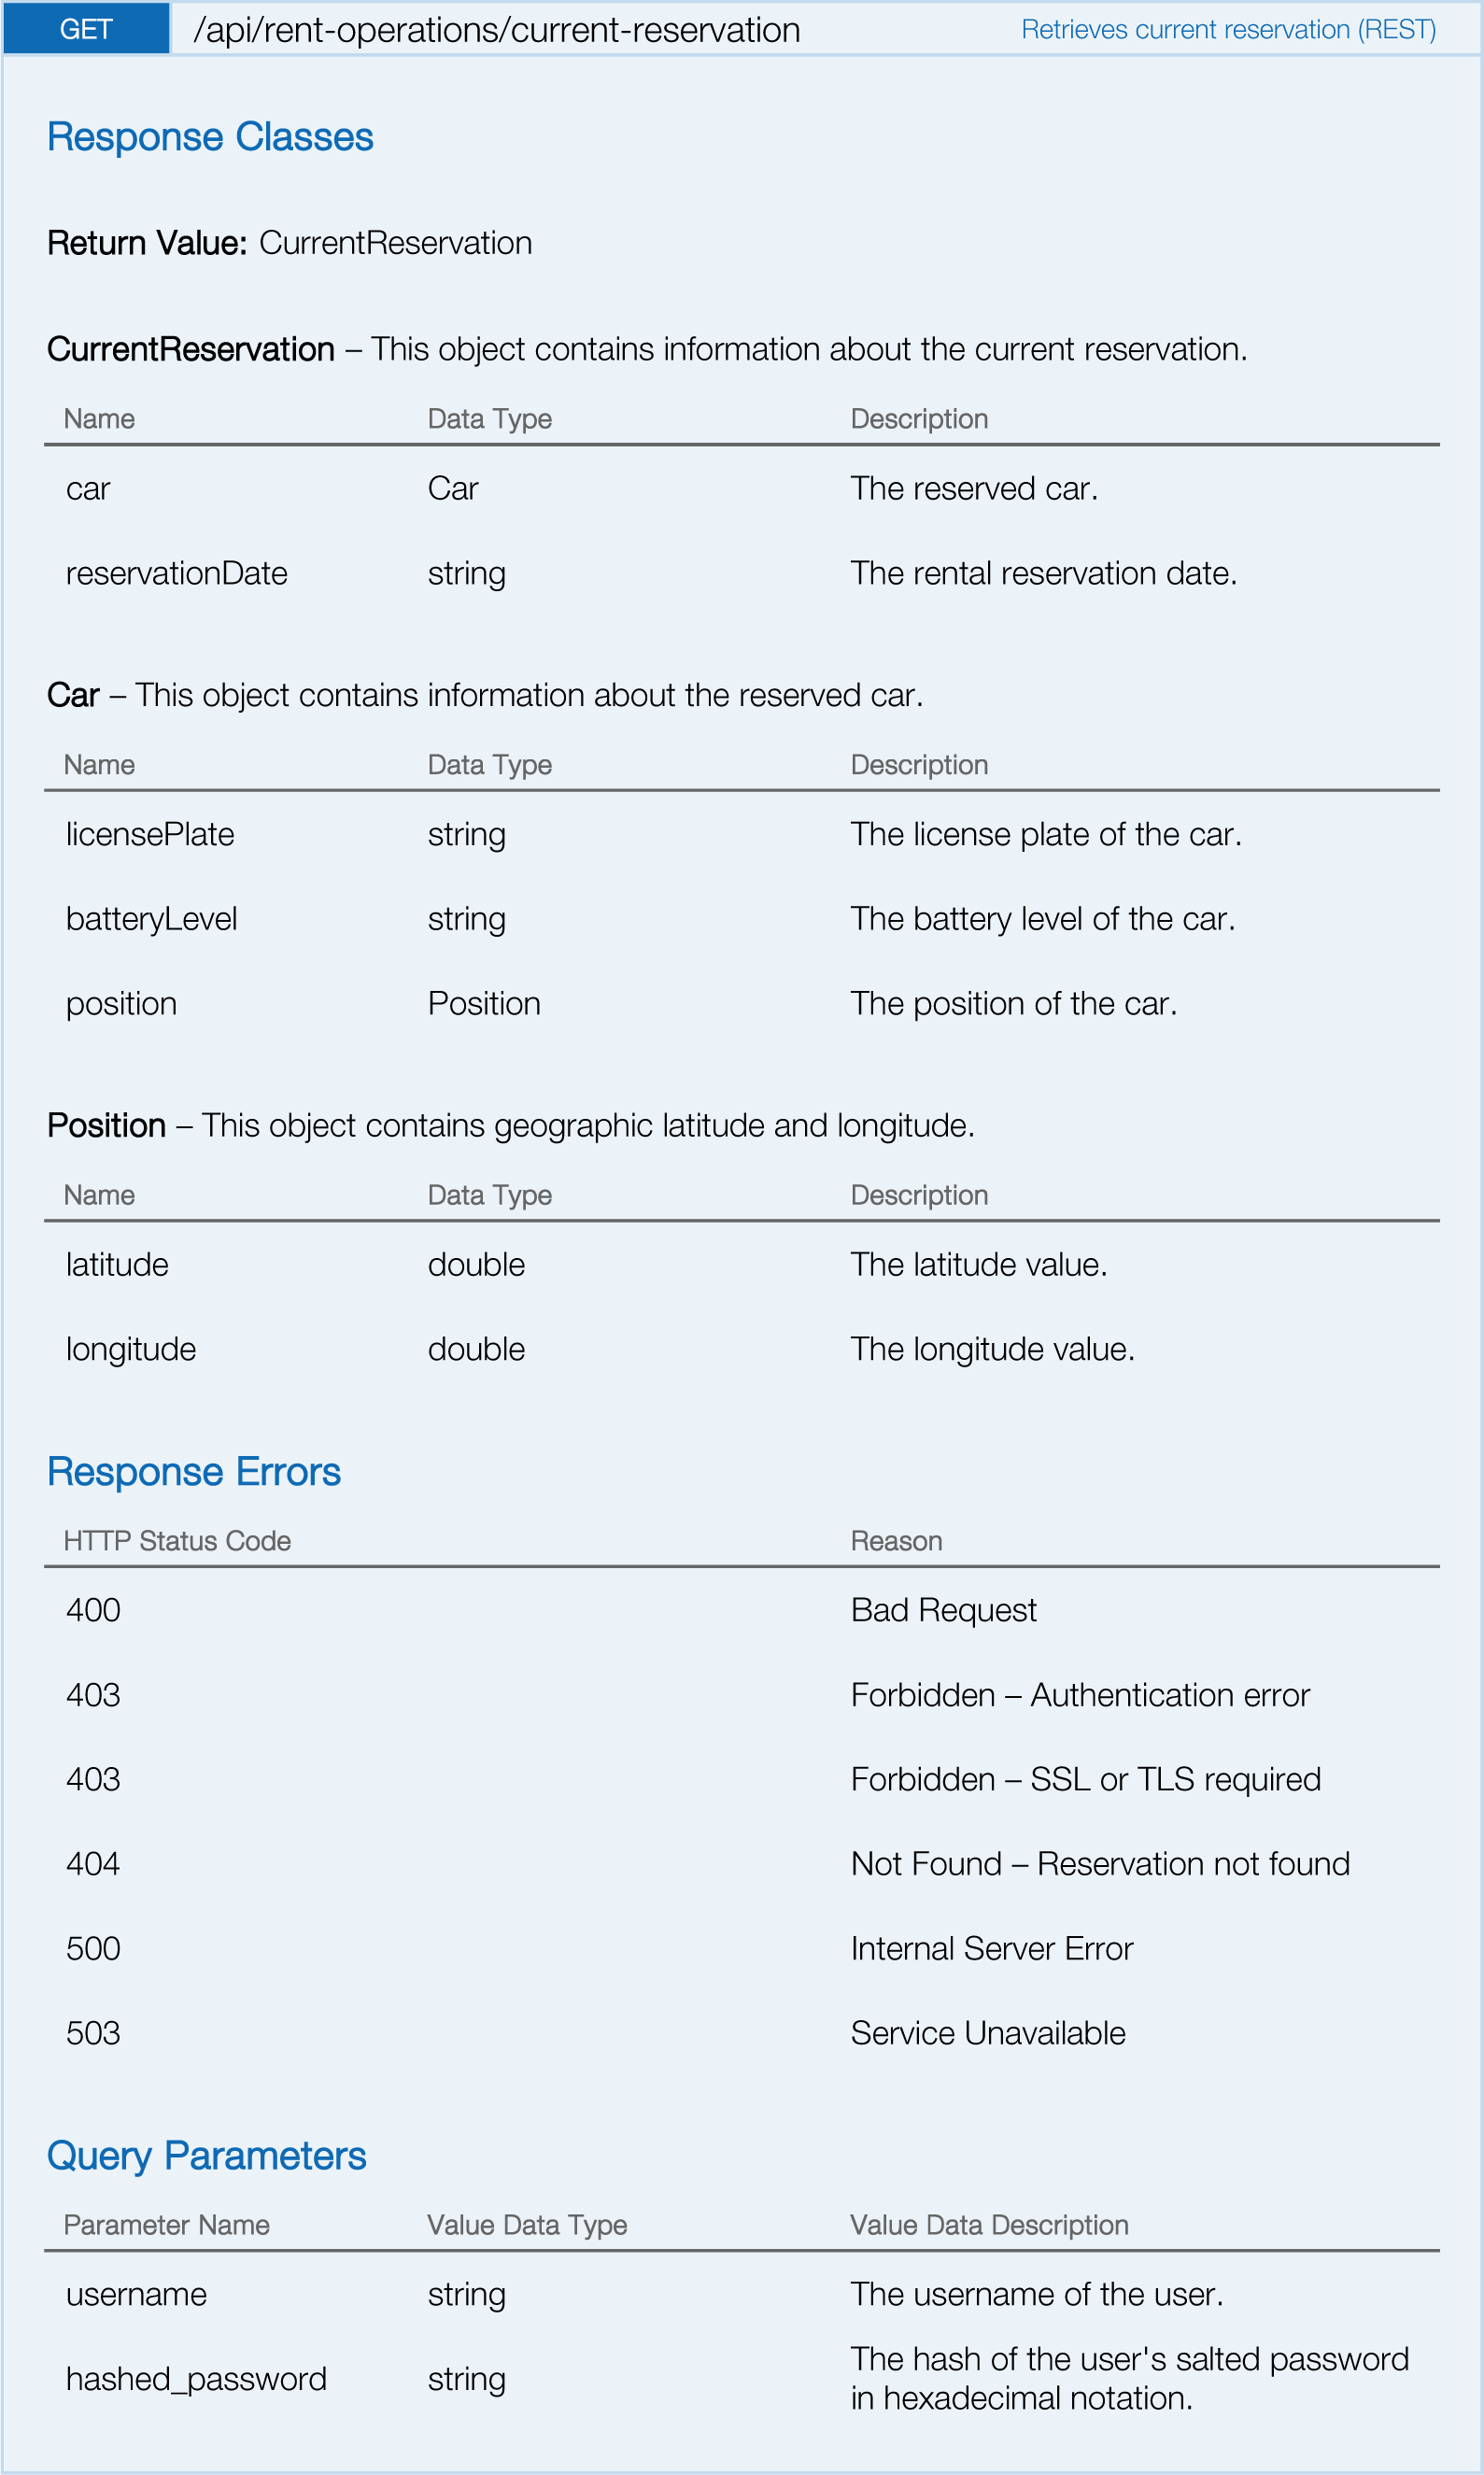 GET /api/rent-operations/current-reservation Retrieves current reservation (REST)
Response Classes
Return Value: CurrentReservation
CurrentReservation – This object contains information about the current reservation.
Name Data Type Description
car Car The reserved car.
reservationDate string The rental reservation date.
Car – This object contains information about the reserved car.
Name Data Type Description
licensePlate string The license plate of the car.
batteryLevel string The battery level of the car.
position Position The position of the car.
Position – This object contains geographic latitude and longitude.
Name Data Type Description
latitude double The latitude value.
longitude double The longitude value.
Response Errors
HTTP Status Code Reason
400 Bad Request
403 Forbidden – Authentication error
403 Forbidden – SSL or TLS required
404 Not Found – Reservation not found
500 Internal Server Error
503 Service Unavailable
Query Parameters
Parameter Name Value Data Type Value Data Description
username string The username of the user.
hashed_password string The hash of the user's salted password
in hexadecimal notation.